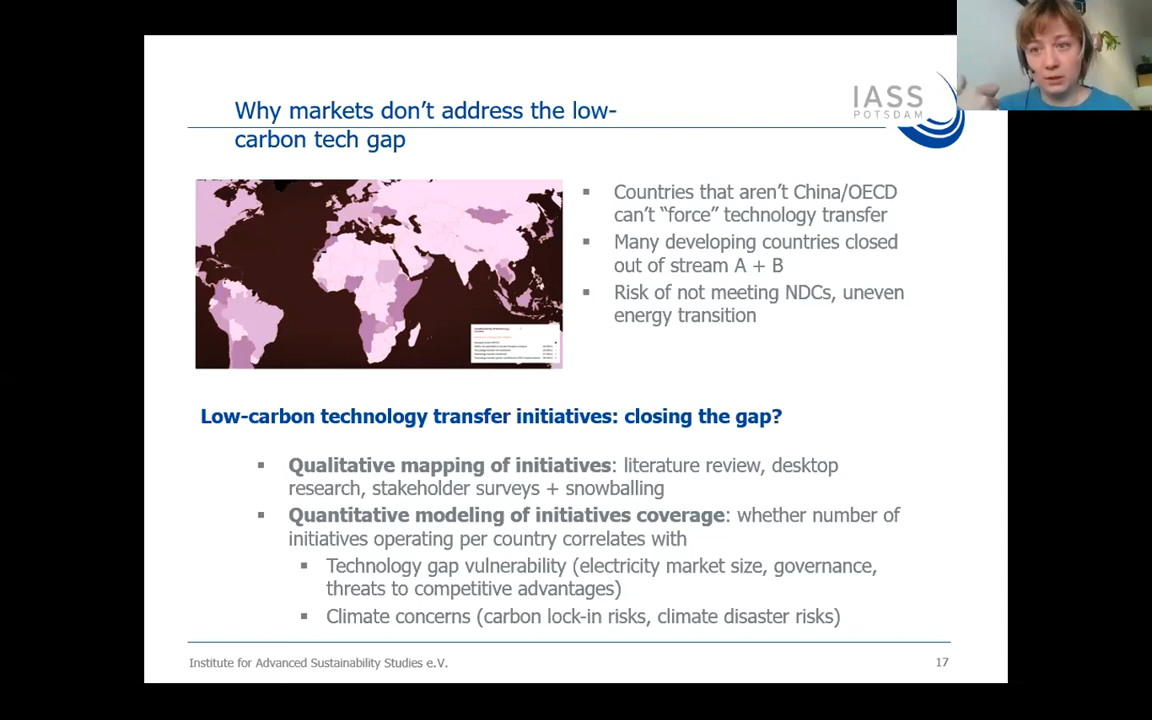 Why markets don't address the low-
carbon tech gap
IASS
POTSDAM
▪ Countries that aren't China/OECD
can't “force” technology transfer
▪ Many developing countries closed
out of stream A + B
▪ Risk of not meeting NDCs, uneven
energy transition
Low-carbon technology transfer initiatives: closing the gap?
▪ Qualitative mapping of initiatives: literature review, desktop
research, stakeholder surveys + snowballing
▪ Quantitative modeling of initiatives coverage: whether number of
initiatives operating per country correlates with
▪ Technology gap vulnerability (electricity market size, governance,
threats to competitive advantages)
▪ Climate concerns (carbon lock-in risks, climate disaster risks)
Institute for Advanced Sustainability Studies e.V.
17